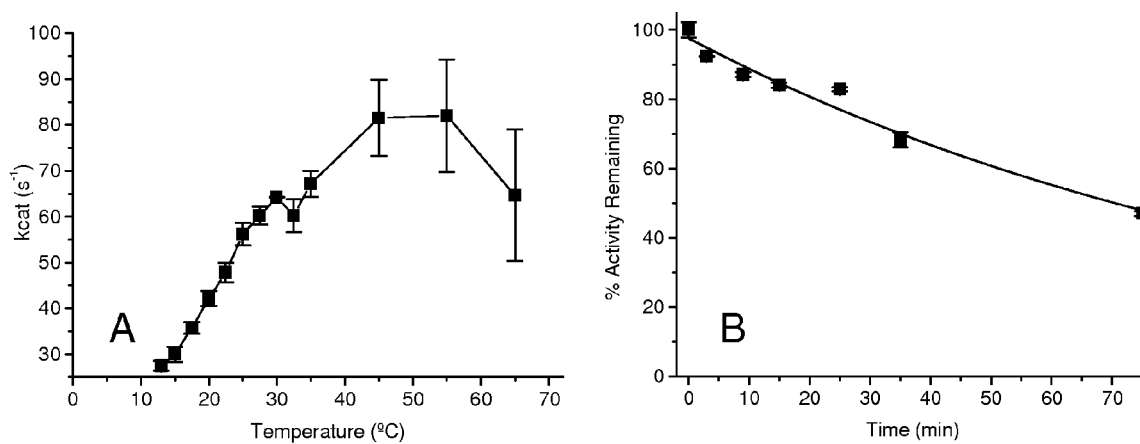 100
90
80
70
60
50
40
30
kcat (s-1)
A
0 10 20 30 40 50 60 70
Temperature (ºC)
100
80
60
40
20
0
% Activity Remaining
B
0 10 20 30 40 50 60 70
Time (min)